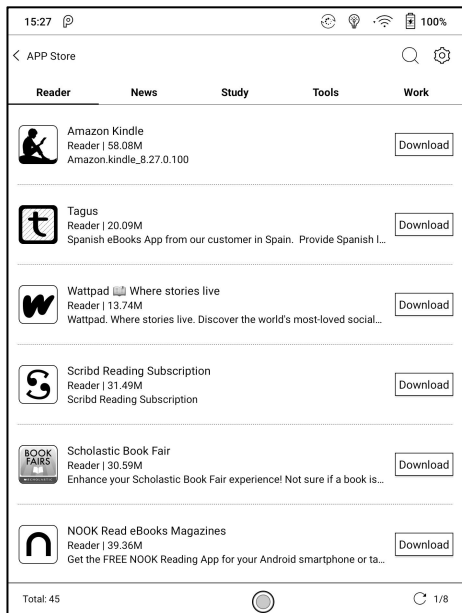 15:27 100%
APP Store
Reader News Study Tools Work
Amazon Kindle
Reader | 58.08M
Amazon.kindle_8.27.0.100
Download
t
Tagus
Reader | 20.09M
Spanish eBooks App from our customer in Spain. Provide Spanish l...
Download
Wattpad 📖 Where stories live
Reader | 13.74M
Wattpad. Where stories live. Discover the world's most-loved social...
Download
Scribd Reading Subscription
Reader | 31.49M
Scribd Reading Subscription
Download
BOOK
FAIRS
SCHOLASTIC
Scholastic Book Fair
Reader | 30.59M
Enhance your Scholastic Book Fair experience! Not sure if a book is...
Download
n
NOOK Read eBooks Magazines
Reader | 39.36M
Get the FREE NOOK Reading App for your Android smartphone or ta...
Download
Total: 45 1/8